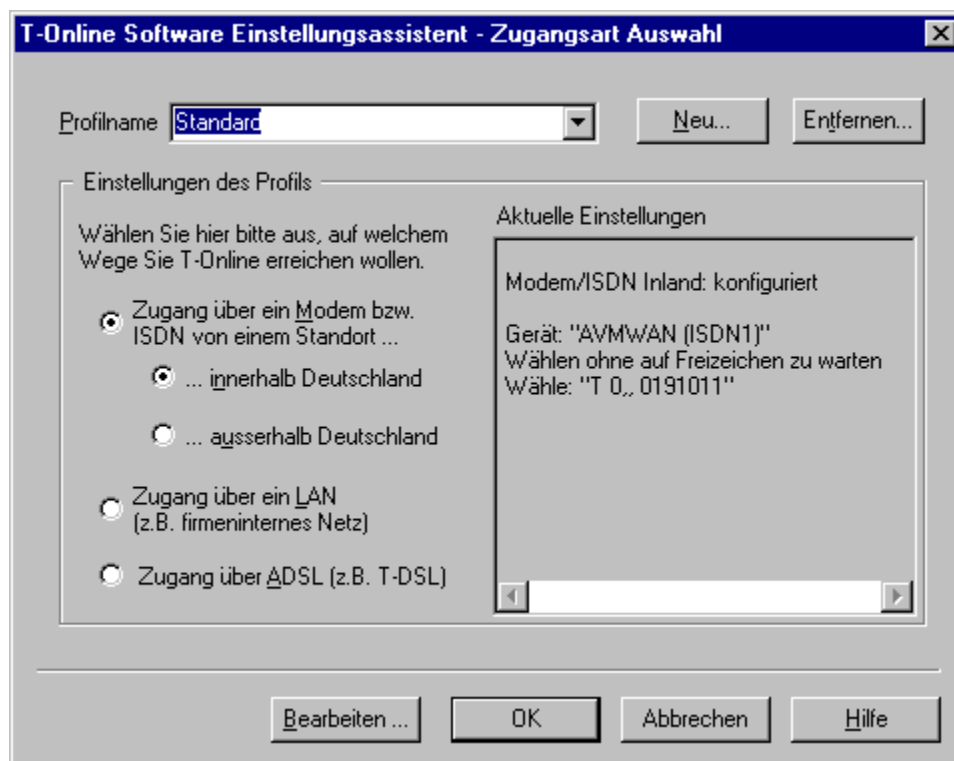 T-Online Software Einstellungsassistent - Zugangsart Auswahl
Profilname Standard Neu... Entfernen...
Einstellungen des Profils
Wählen Sie hier bitte aus, auf welchem
Wege Sie T-Online erreichen wollen.
Zugang über ein Modem bzw.
ISDN von einem Standort ...
... innerhalb Deutschland
... ausserhalb Deutschland
Zugang über ein LAN
(z.B. firmeninternes Netz)
Zugang über ADSL (z.B. T-DSL)
Aktuelle Einstellungen
Modem/ISDN Inland: konfiguriert
Gerät: "AVMWAN (ISDN1)"
Wählen ohne auf Freizeichen zu warten
Wähle: "T 0,, 0191011"
Bearbeiten ... OK Abbrechen Hilfe